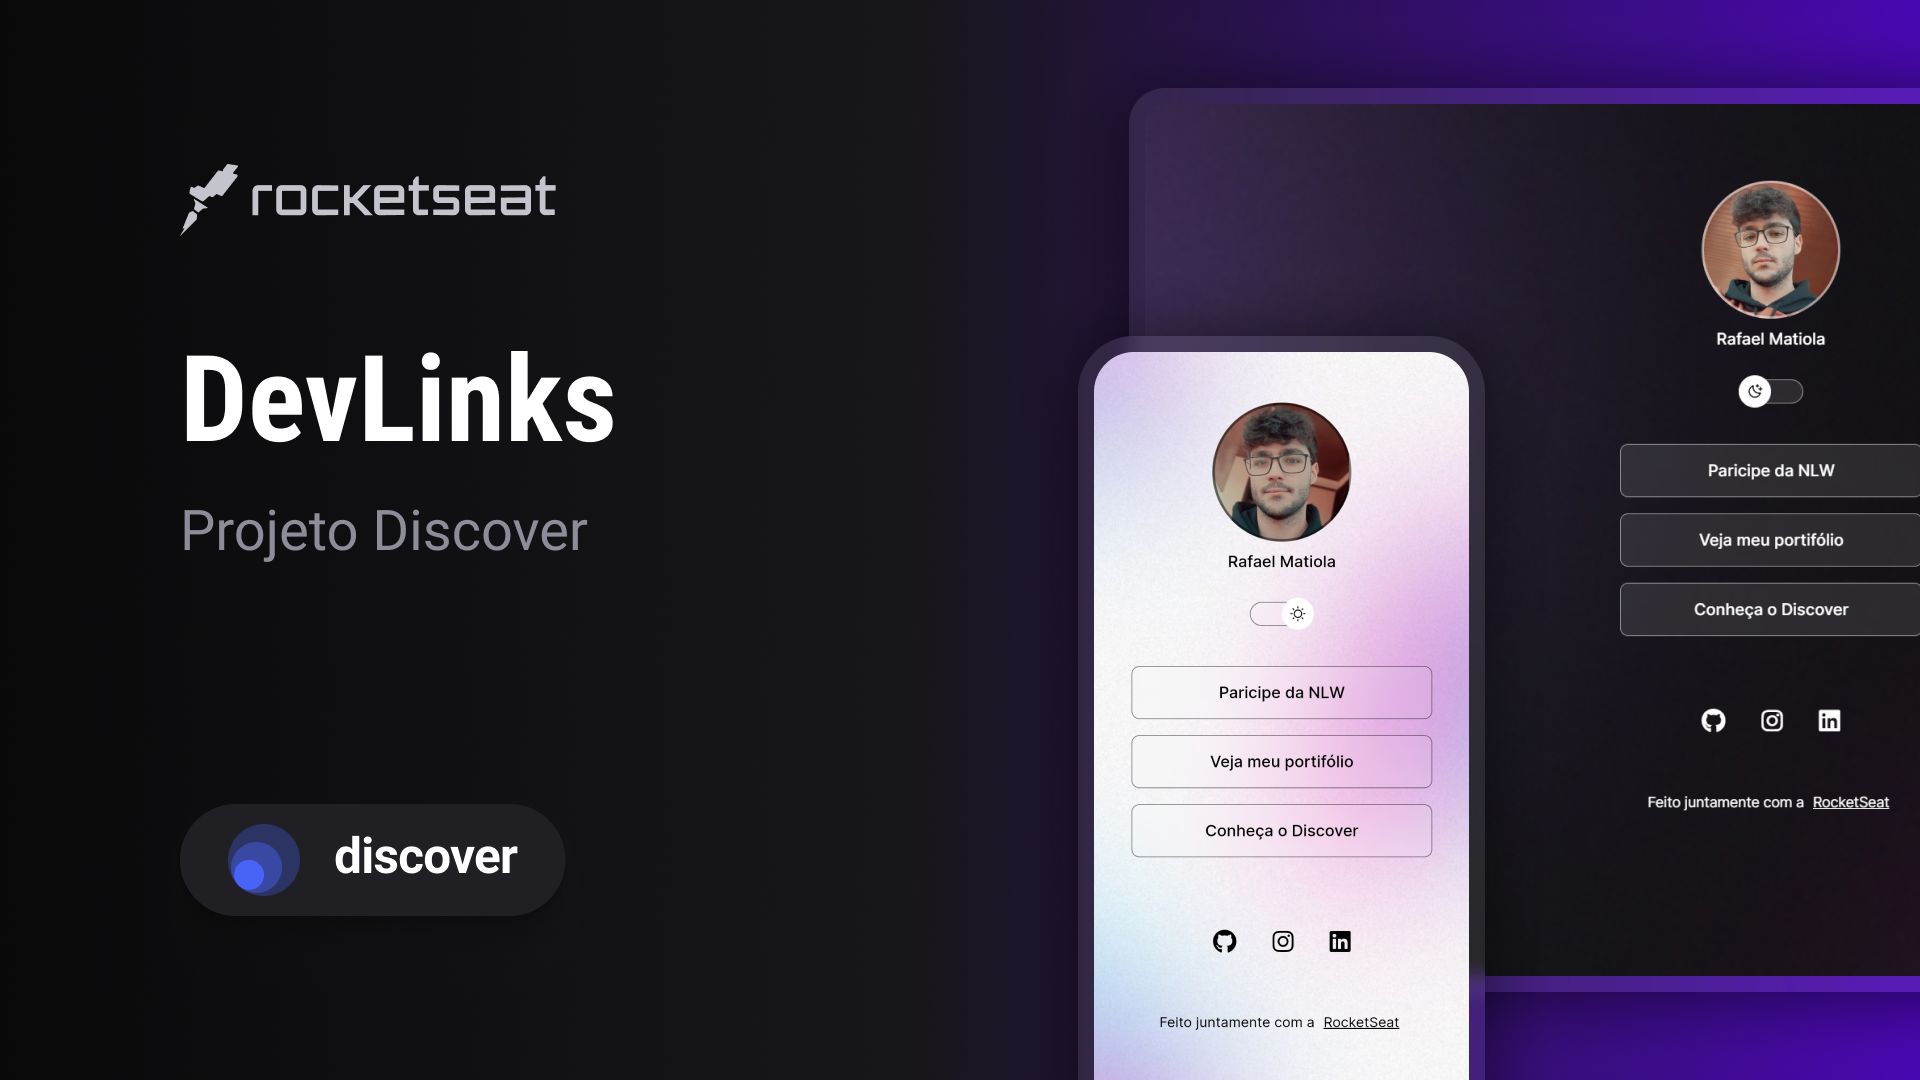 rocketseat
DevLinks
Projeto Discover
discover
Rafael Matiola
Paricipe da NLW
Veja meu portifólio
Conheça o Discover
Feito juntamente com a RocketSeat
Rafael Matiola
Paricipe da NLW
Veja meu portifólio
Conheça o Discover
Feito juntamente com a RocketSeat